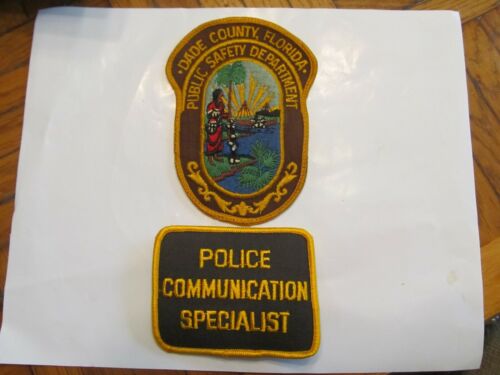 DADE COUNTY, FLORIDA
PUBLIC SAFETY DEPARTMENT
POLICE
COMMUNICATION
SPECIALIST